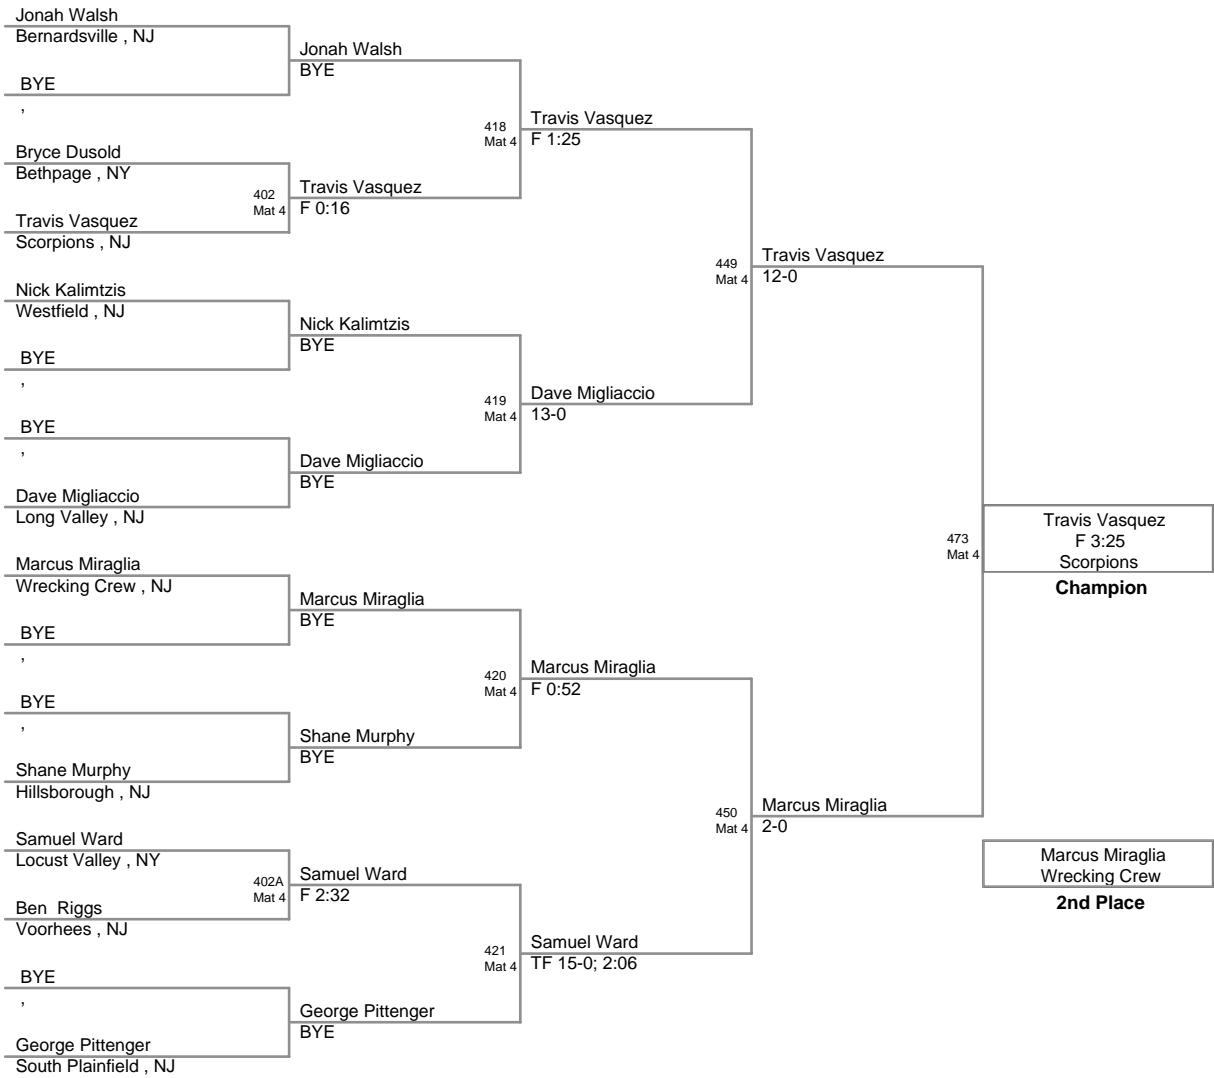 Jonah Walsh
Bernardsville , NJ
BYE
,
Bryce Dusold
Bethpage , NY
Travis Vasquez
Scorpions , NJ
Nick Kalimtzis
Westfield , NJ
BYE
,
BYE
,
Dave Migliaccio
Long Valley , NJ
Marcus Miraglia
Wrecking Crew , NJ
BYE
,
BYE
,
Shane Murphy
Hillsborough , NJ
Samuel Ward
Locust Valley , NY
Ben  Riggs
Voorhees , NJ
BYE
,
George Pittenger
South Plainfield , NJ
Jonah Walsh
BYE
402
Mat 4
Travis Vasquez
F 0:16
Nick Kalimtzis
BYE
Dave Migliaccio
BYE
Marcus Miraglia
BYE
Shane Murphy
BYE
402A
Mat 4
Samuel Ward
F 2:32
George Pittenger
BYE
418
Mat 4
Travis Vasquez
F 1:25
419
Mat 4
Dave Migliaccio
13-0
420
Mat 4
Marcus Miraglia
F 0:52
421
Mat 4
Samuel Ward
TF 15-0; 2:06
449
Mat 4
Travis Vasquez
12-0
450
Mat 4
Marcus Miraglia
2-0
473
Mat 4
Travis Vasquez
F 3:25
Scorpions
Champion
Marcus Miraglia
Wrecking Crew
2nd Place